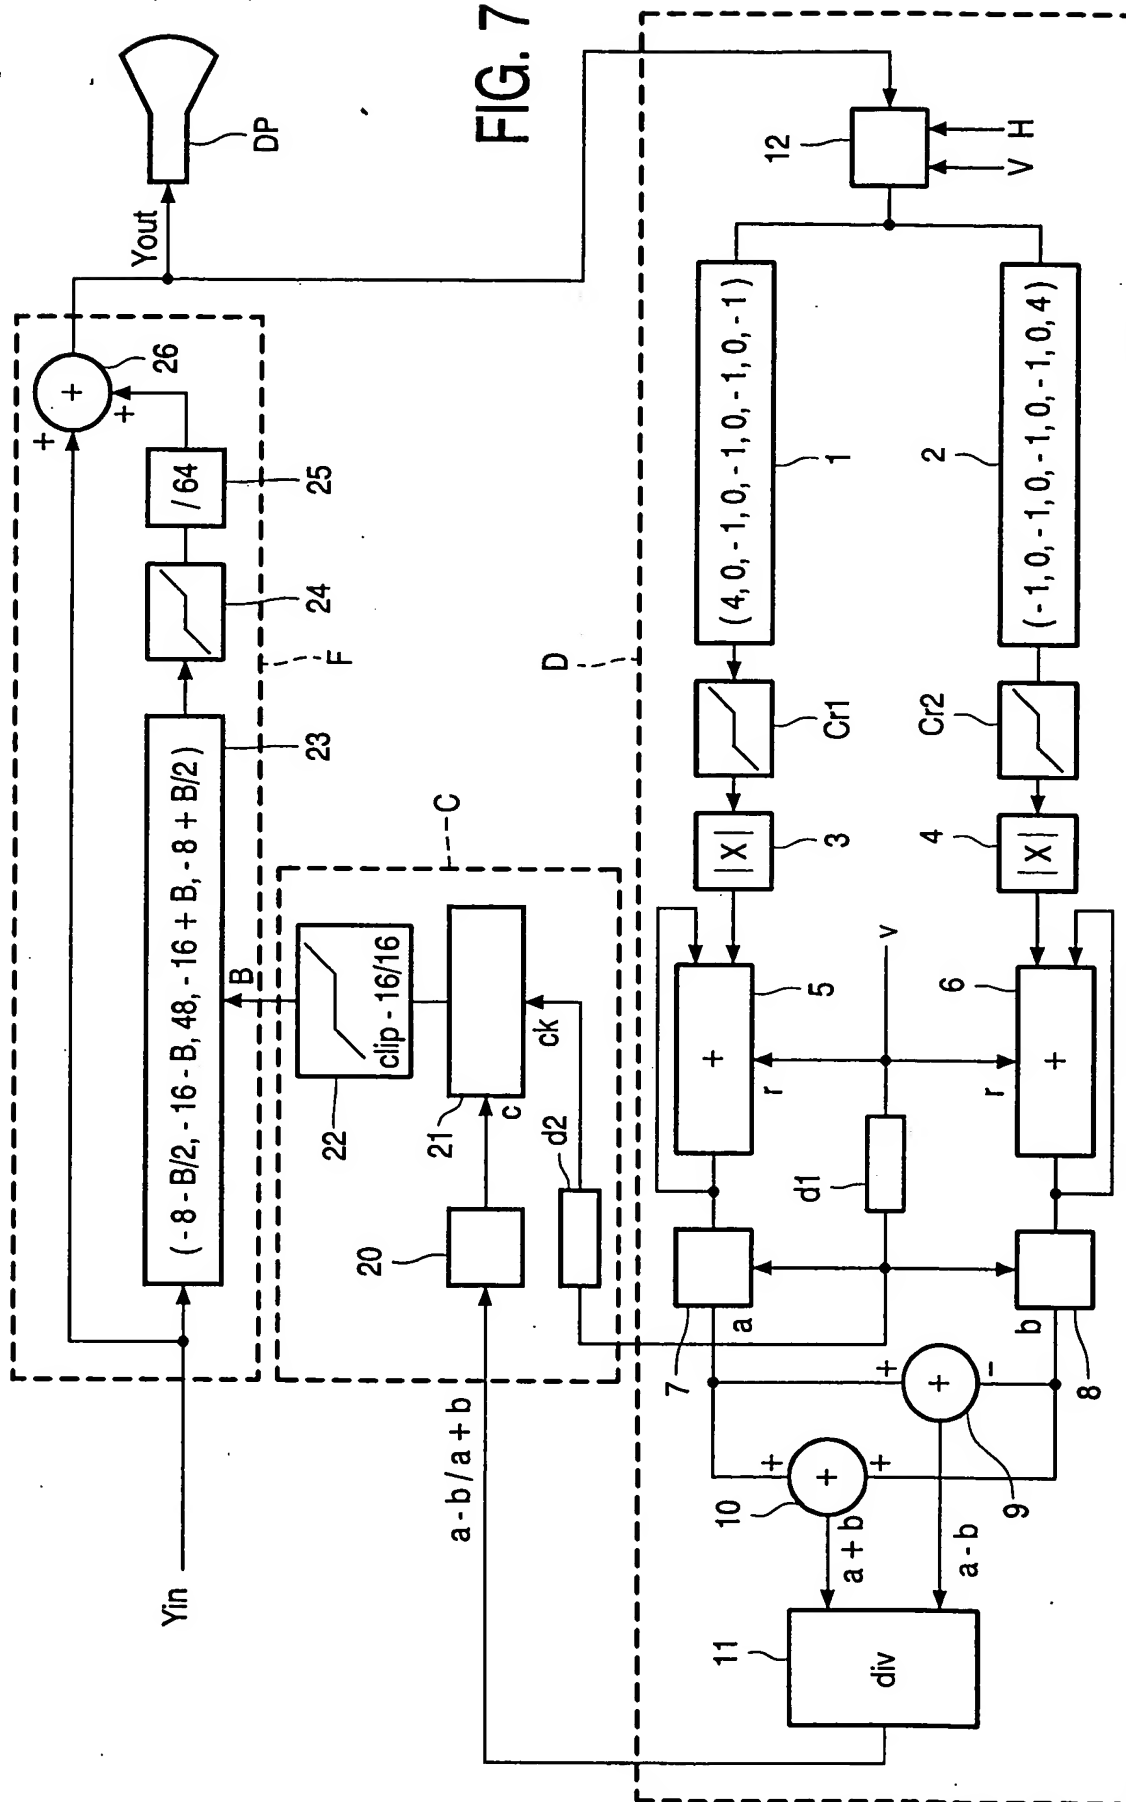 FIG. 7
Yin
Yout
DP
+
+
+
26
/ 64
25
24
F
(-8-B/2, -16-B, 48, -16+B, -8+B/2)
23
B
C
clip - 16/16
22
21
c
ck
20
d2
a - b / a + b
D
12
V
H
(4, 0, -1, 0, -1, 0, -1, 0, -1)
1
(-1, 0, -1, 0, -1, 0, -1, 0, 4)
2
Cr1
Cr2
|X|
3
|X|
4
+
5
r
v
+
6
r
d1
7
a
8
b
+
+
-
9
+
+
+
10
a + b
a - b
div
11